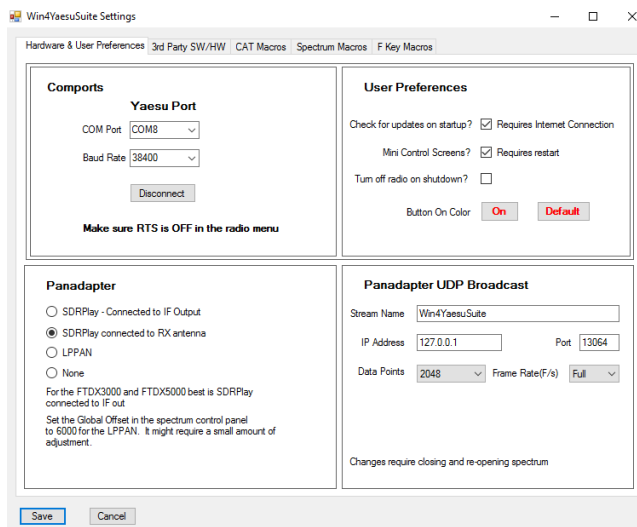 Win4YaesuSuite Settings
Hardware & User Preferences 3rd Party SW/HW CAT Macros Spectrum Macros F Key Macros
Comports
Yaesu Port
COM Port COM8
Baud Rate 38400
Disconnect
Make sure RTS is OFF in the radio menu
User Preferences
Check for updates on startup? Requires Internet Connection
Mini Control Screens? Requires restart
Turn off radio on shutdown?
Button On Color On Default
Panadapter
SDRPlay - Connected to IF Output
SDRPlay connected to RX antenna
LPPAN
None
For the FTDX3000 and FTDX5000 best is SDRPlay
connected to IF out
Set the Global Offset in the spectrum control panel
to 6000 for the LPPAN. It might require a small amount of
adjustment.
Panadapter UDP Broadcast
Stream Name Win4YaesuSuite
IP Address 127.0.0.1 Port 13064
Data Points 2048 Frame Rate(F/s) Full
Changes require closing and re-opening spectrum
Save Cancel